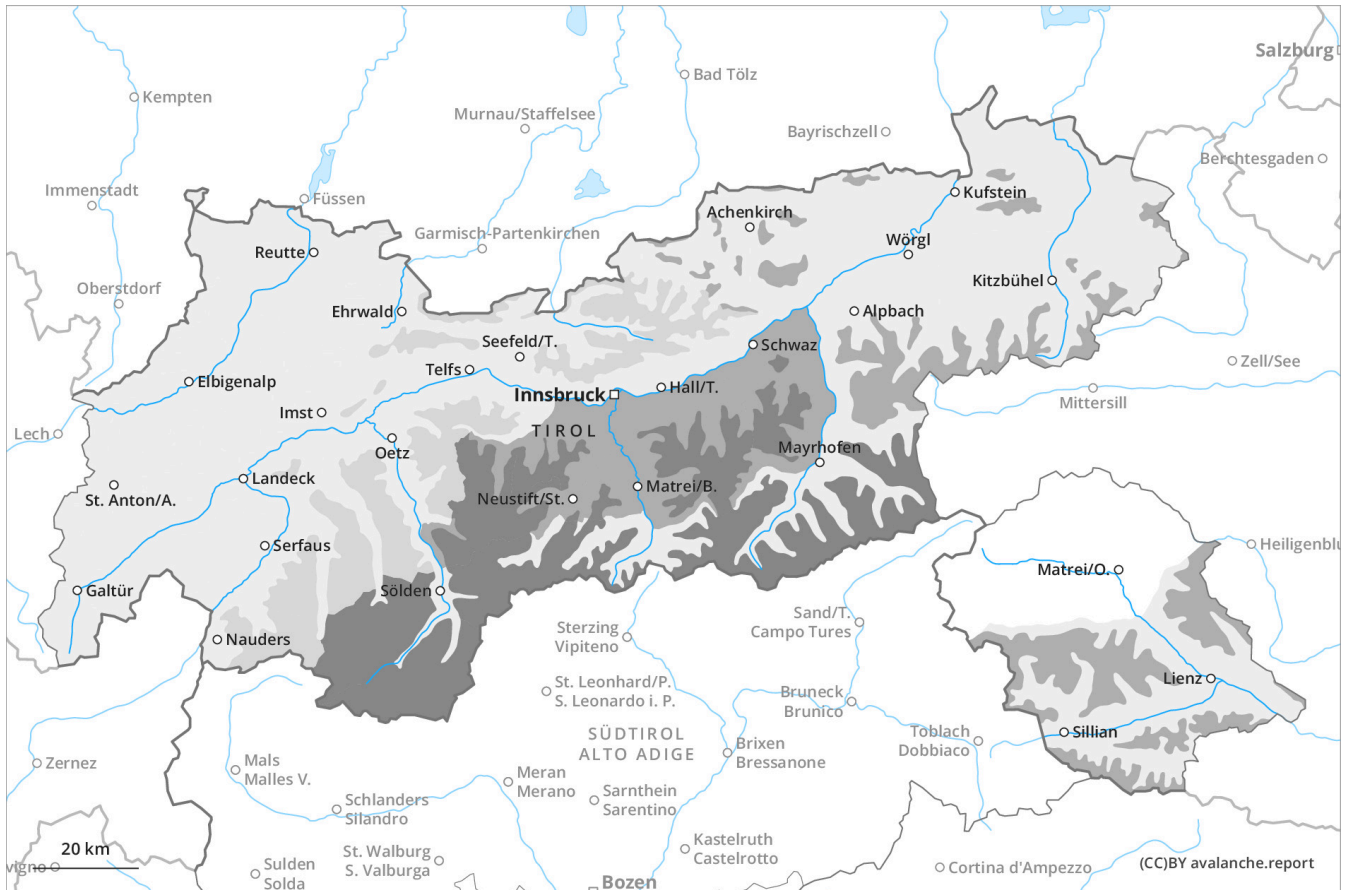 Salzburg
Bad Tölz
Kempten
Murnau/Staffelsee
Bayrischzell
Berchtesgaden
Immenstadt
Füssen
Kufstein
Achenkirch
Garmisch-Partenkirchen
Wörgl
Reutte
Kitzbühel
Oberstdorf
Ehrwald
Alpbach
Seefeld/T.
Schwaz
Zell/See
Telfs
Elbigenalp
Hall/T.
Innsbruck
Mittersill
Imst
TIROL
Lech
Oetz
Mayrhofen
Landeck
Matrei/B.
St. Anton/A.
Neustift/St.
Serfaus
Heiligenblu
Matrei/O.
Galtür
Sölden
Sand/T.
Campo Tures
Sterzing
Vipiteno
Nauders
Lienz
St. Leonhard/P.
S. Leonardo i. P.
Bruneck
Brunico
Sillian
SÜDTIROL
ALTO ADIGE
Toblach
Dobbiaco
Brixen
Bressanone
Zernez
Mals
Malles V.
Meran
Merano
Sarnthein
Sarentino
Schlanders
Silandro
Kastelruth
Castelrotto
20 km
St. Walburg
S. Valburga
(CC)BY avalanche.report
vigno
Sulden
Solda
Cortina d'Ampezzo
Bozen